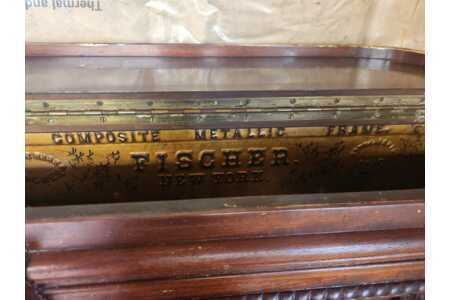 Thermal and
COMPOSITE METALLIC FRAME.
FISCHER.
NEW YORK.